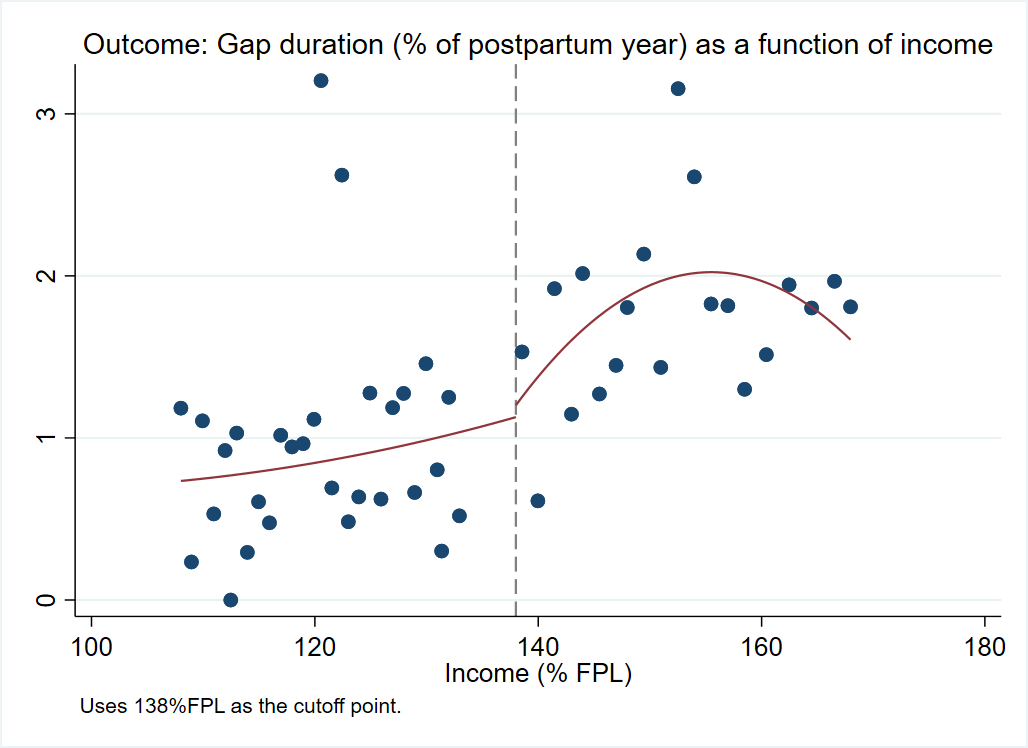 Outcome: Gap duration (% of postpartum year) as a function of income
3
2
1
0
100 120 140 160 180
Income (% FPL)
Uses 138%FPL as the cutoff point.